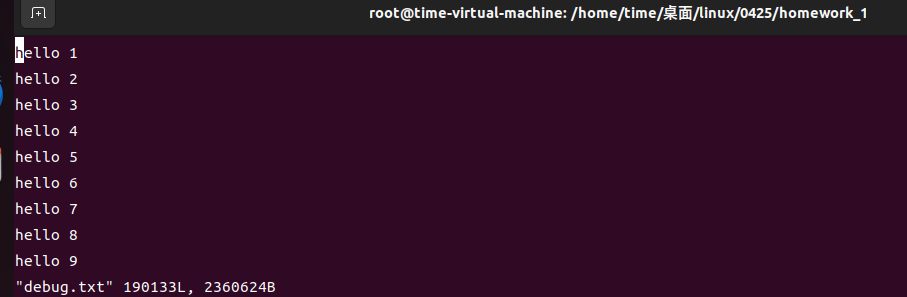 root@time-virtual-machine: /home/time/桌面/linux/0425/homework_1
hello 1
hello 2
hello 3
hello 4
hello 5
hello 6
hello 7
hello 8
hello 9
"debug.txt" 190133L, 2360624B